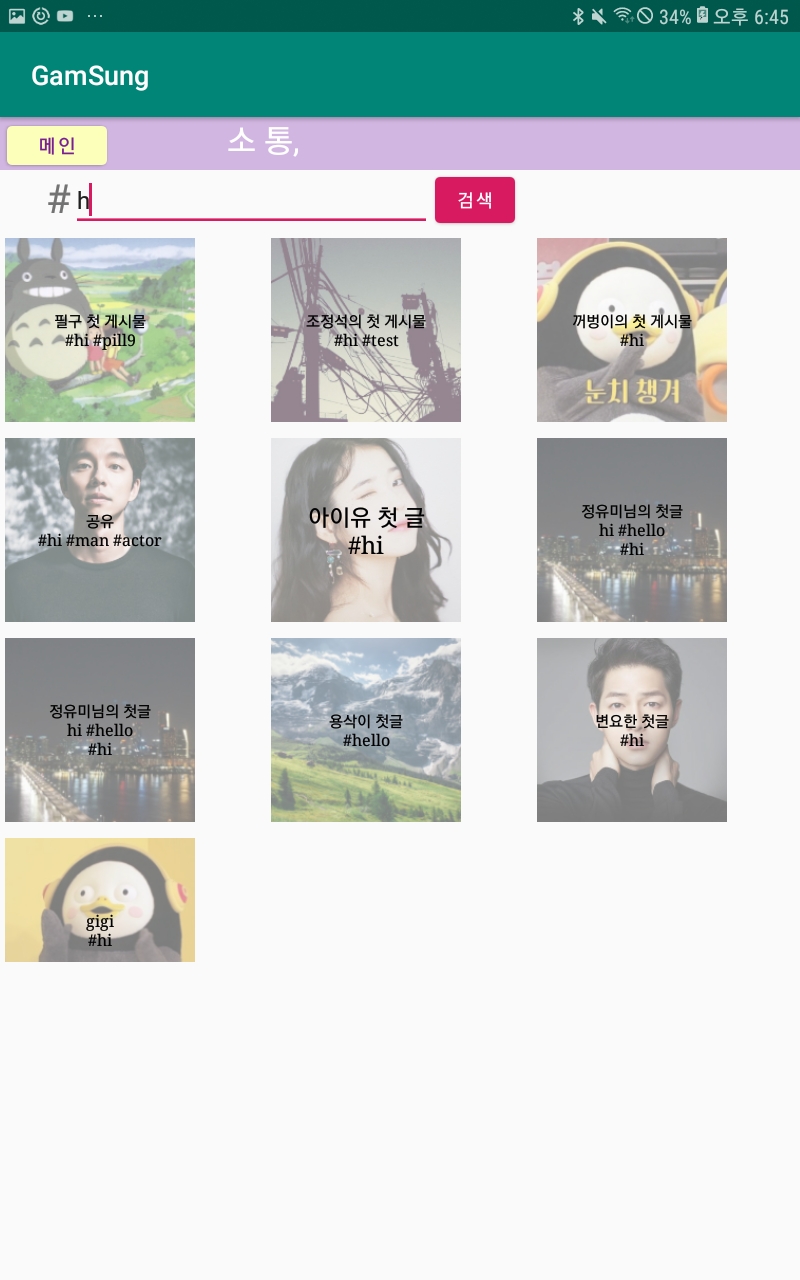 34% 오후 6:45
GamSung
메인
소 통,
# h
검색
필구 첫 게시물
#hi #pill9
조정석의 첫 게시물
#hi #test
꺼벙이의 첫 게시물
#hi
눈치 챙겨
공유
#hi #man #actor
아이유 첫 글
#hi
정유미님의 첫글
hi #hello
#hi
정유미님의 첫글
hi #hello
#hi
용삭이 첫글
#hello
변요한 첫글
#hi
gigi
#hi